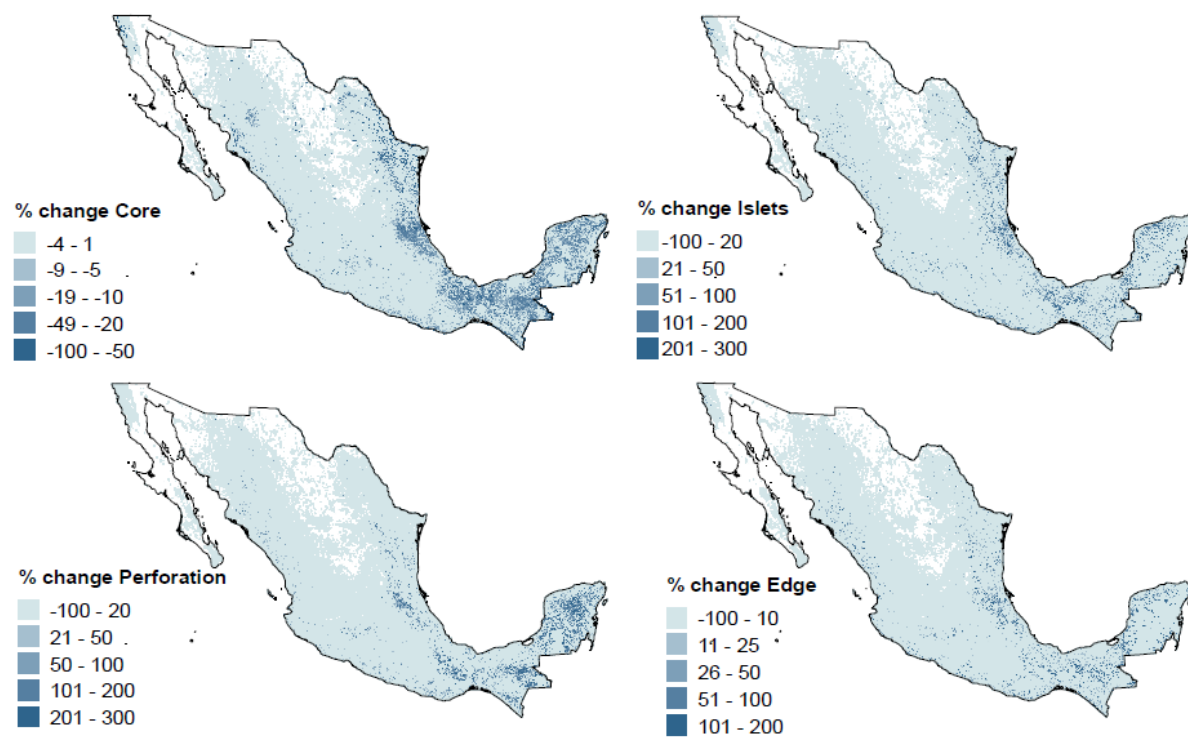 % change Core
-4 - 1
-9 - -5
-19 - -10
-49 - -20
-100 - -50
% change Islets
-100 - 20
21 - 50
51 - 100
101 - 200
201 - 300
% change Perforation
-100 - 20
21 - 50
50 - 100
101 - 200
201 - 300
% change Edge
-100 - 10
11 - 25
26 - 50
51 - 100
101 - 200